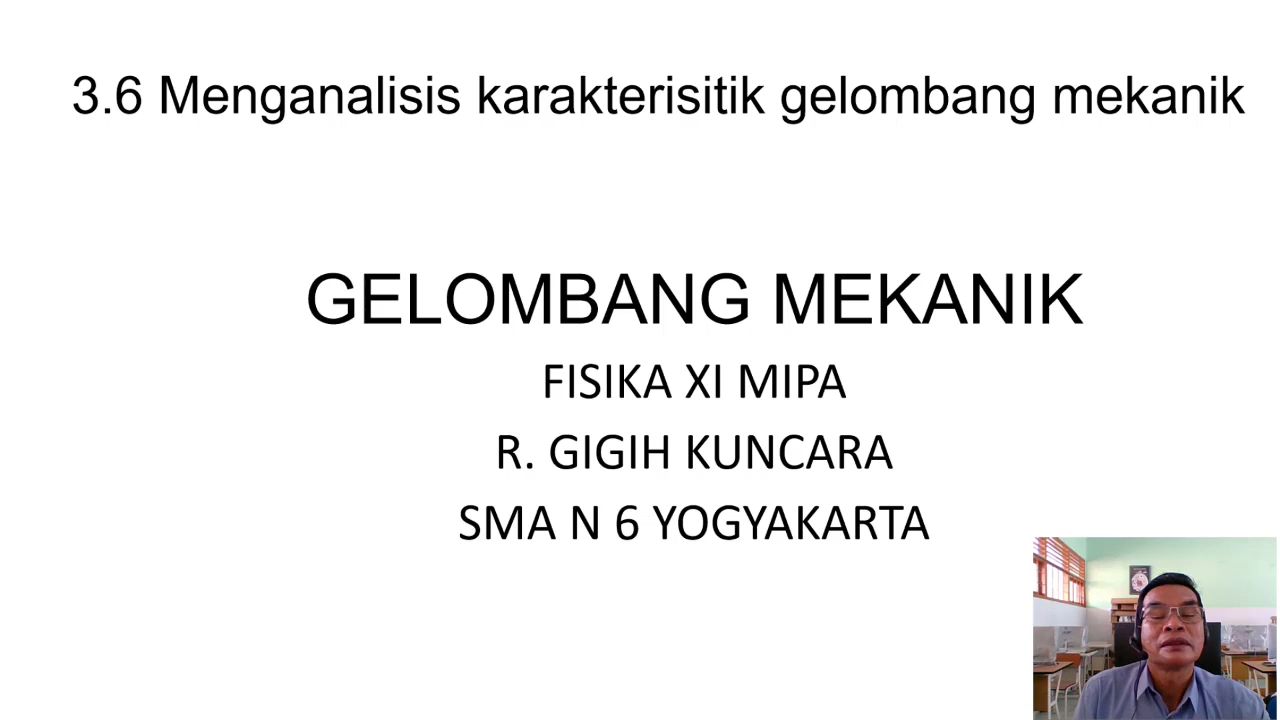 3.6 Menganalisis karakterisitik gelombang mekanik
GELOMBANG MEKANIK
FISIKA XI MIPA
R. GIGIH KUNCARA
SMA N 6 YOGYAKARTA